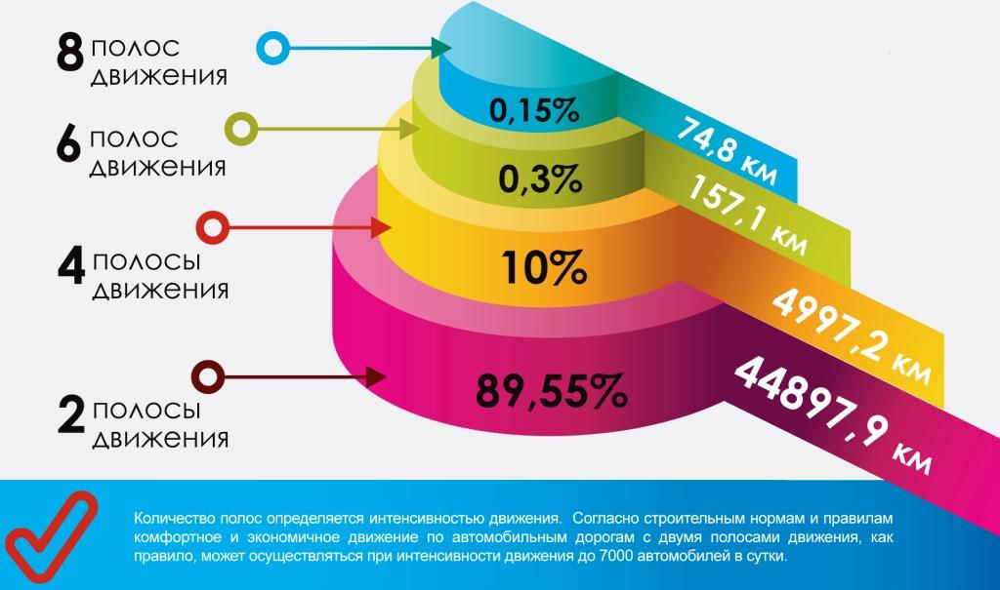 8 ПОЛОС
ДВИЖЕНИЯ
0,15%
74,8 КМ
6 ПОЛОС
ДВИЖЕНИЯ
0,3%
157,1 КМ
4 ПОЛОСЫ
ДВИЖЕНИЯ
10%
4997,2 КМ
2 ПОЛОСЫ
ДВИЖЕНИЯ
89,55%
44897,9 КМ
Количество полос определяется интенсивностью движения. Согласно строительным нормам и правилам
комфортное и экономичное движение по автомобильным дорогам с двумя полосами движения, как
правило, может осуществляться при интенсивности движения до 7000 автомобилей в сутки.